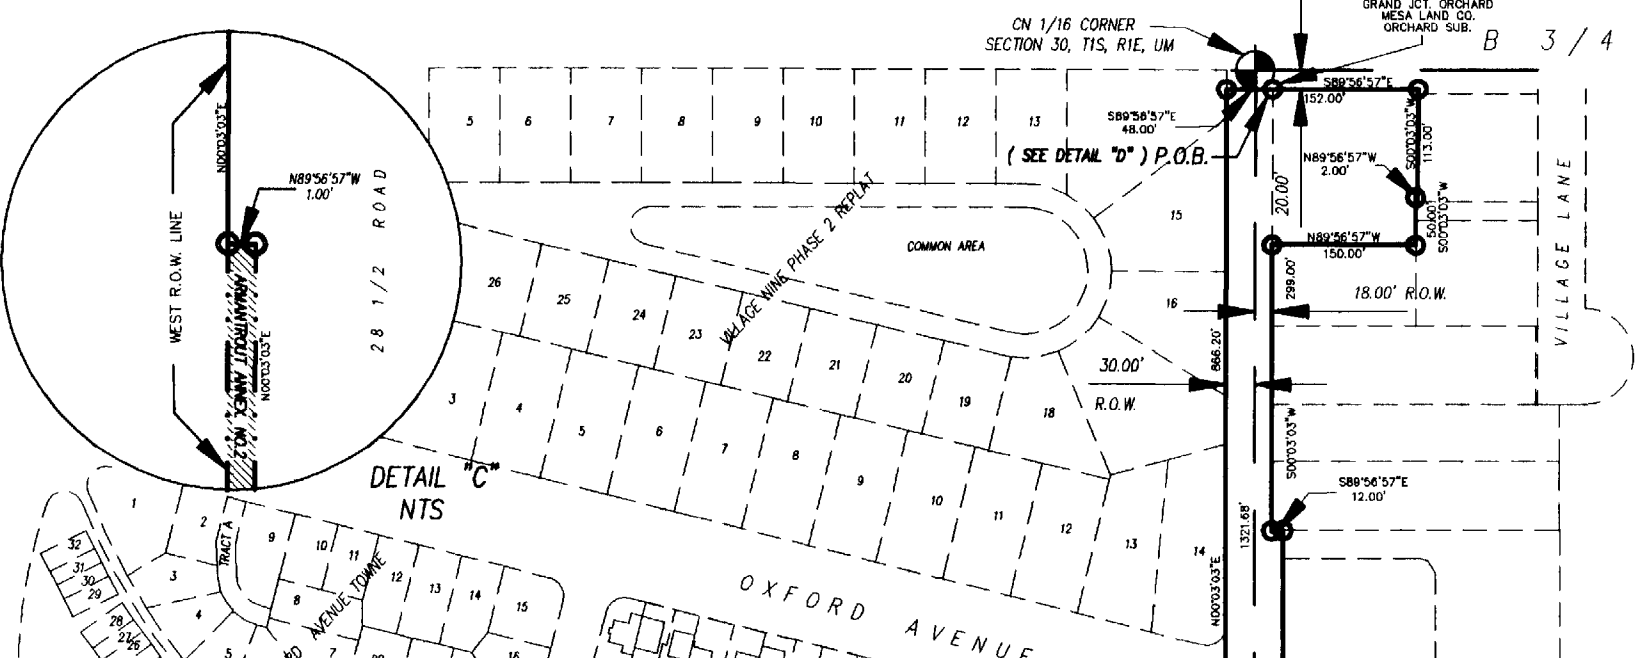 GRAND JCT. ORCHARD
MESA LAND CO.
ORCHARD SUB.
B 3/4
CN 1/16 CORNER
SECTION 30, T1S, R1E, UM
S89°56'57"E
152.00'
S89°56'57"E
48.00'
( SEE DETAIL "D" ) P.O.B.
S00°03'03"W
113.00'
N89°56'57"W
2.00'
20.00'
50.00'
S00°03'03"W
N89°56'57"W
150.00'
299.00'
18.00' R.O.W.
VILLAGE LANE
5
6
7
8
9
10
11
12
13
15
16
COMMON AREA
VILLAGE WINE PHASE 2 REPLAT
N00°03'03"E
N89°56'57"W
1.00'
WEST R.O.W. LINE
28 1/2 ROAD
ARMANTROUT ANNEX. NO.2
N00°03'03"E
DETAIL "C"
NTS
26
25
24
23
22
21
20
19
18
30.00'
R.O.W.
866.20'
S00°03'03"W
S89°56'57"E
12.00'
1321.68'
N00°03'03"E
3
4
5
6
7
8
9
10
11
12
13
14
OXFORD AVENUE
1
2
TRACT A
9
10
11
12
13
14
15
16
3
4
5
8
7
AVENUE TOWNE
32
31
30
29
28
27
26